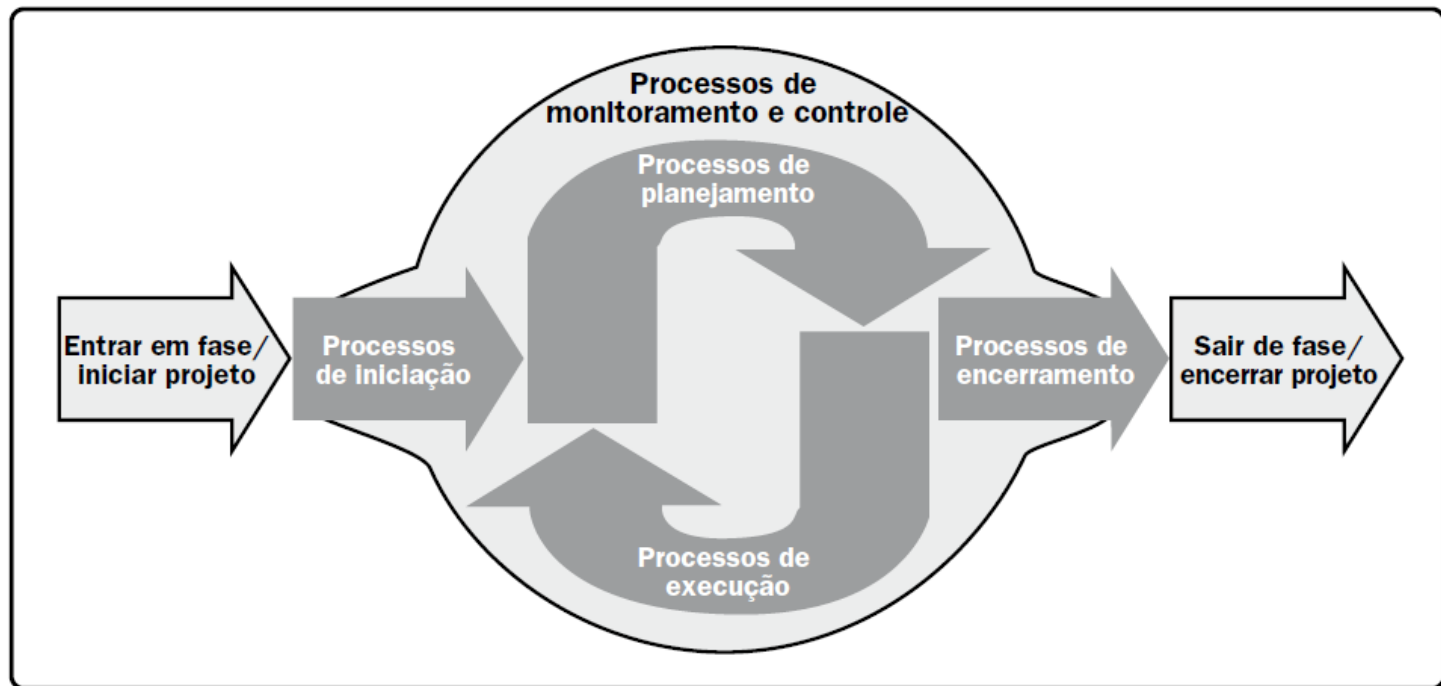 Processos de
monitoramento e controle
Processos de
planejamento
Entrar em fase/
iniciar projeto
Processos
de iniciação
Processos de
encerramento
Sair de fase/
encerrar projeto
Processos de
execução